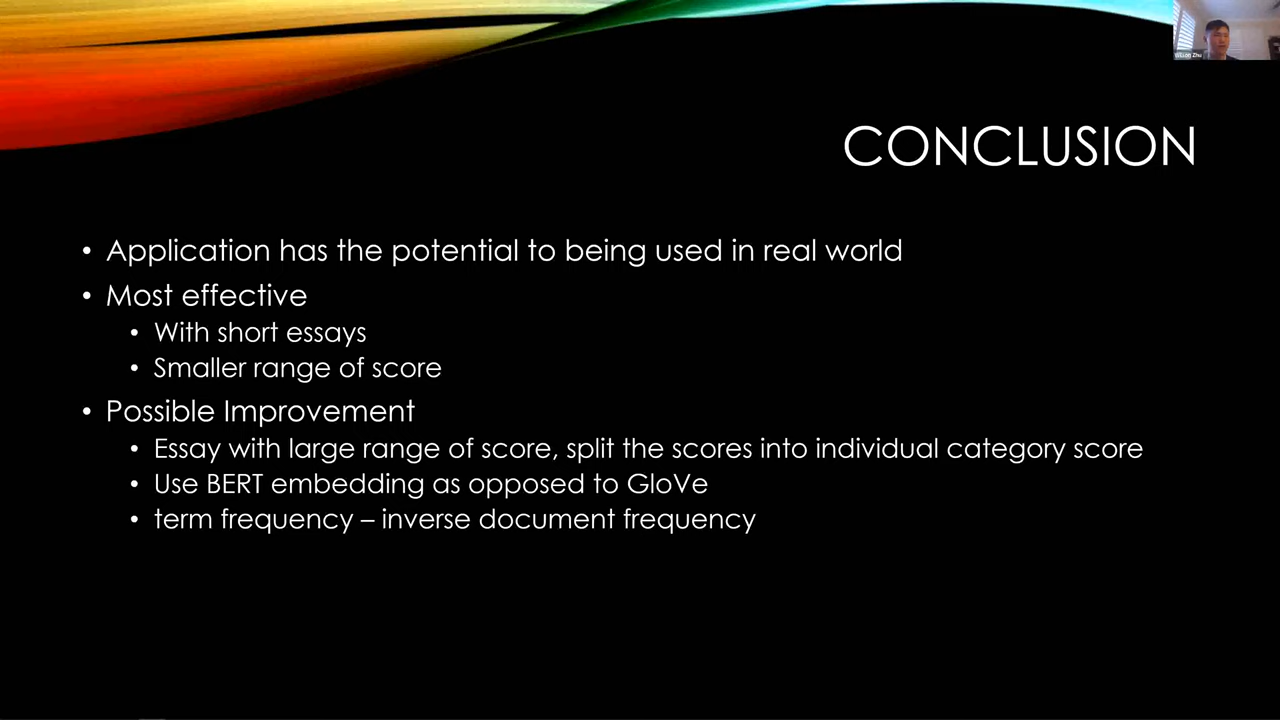 CONCLUSION
• Application has the potential to being used in real world
• Most effective
• With short essays
• Smaller range of score
• Possible Improvement
• Essay with large range of score, split the scores into individual category score
• Use BERT embedding as opposed to GloVe
• term frequency – inverse document frequency